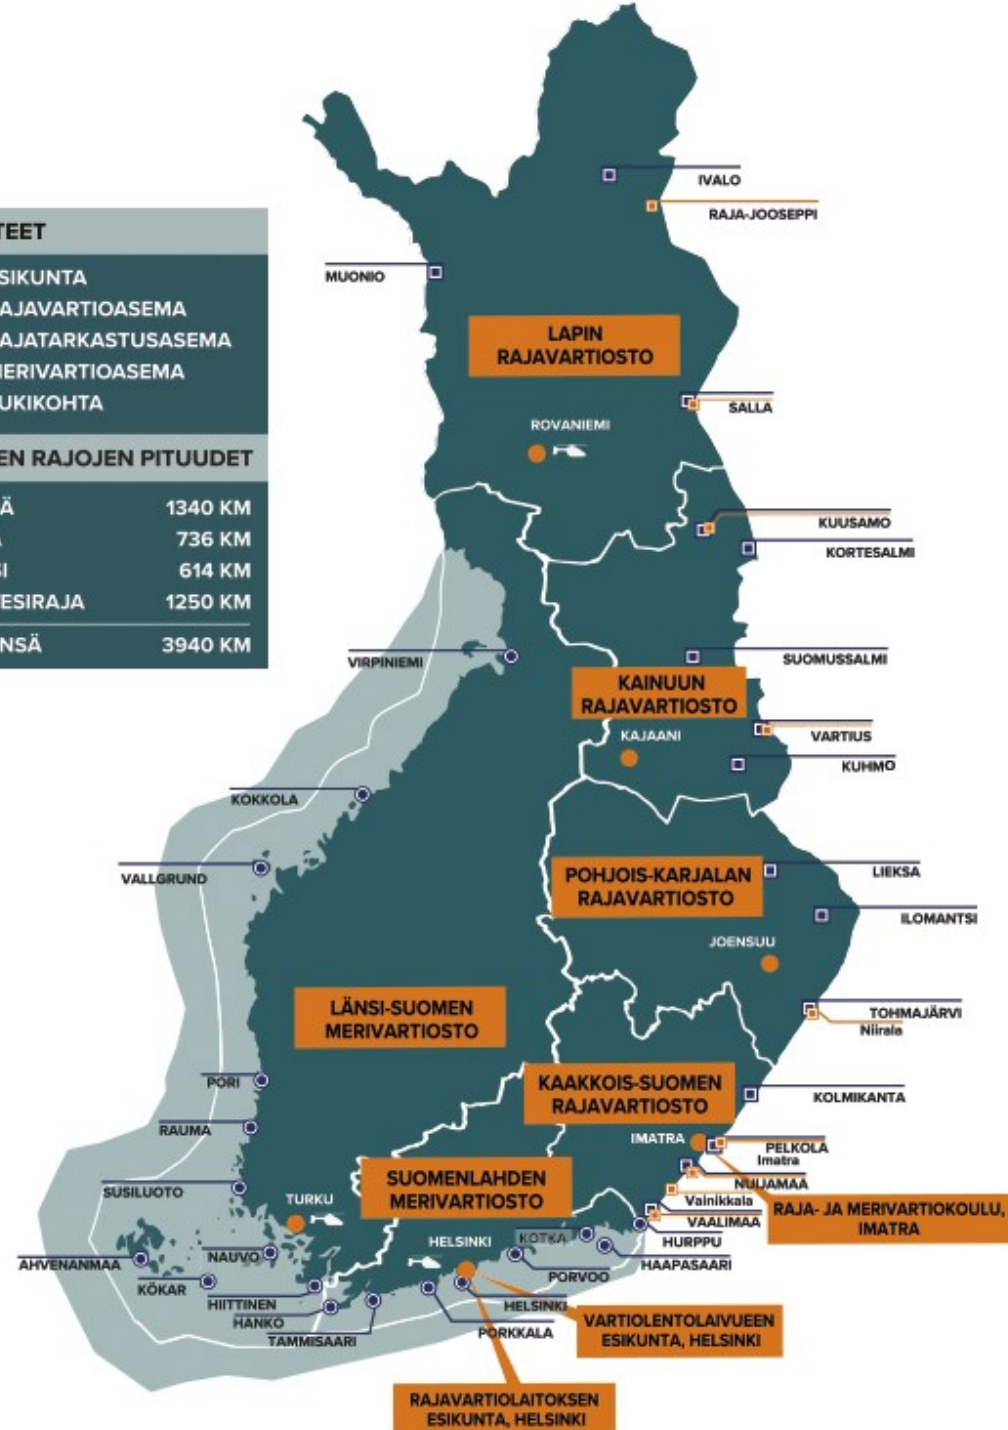 TEET
SIKUNTA
AJAVARTIOASEMA
AJATARKASTUSASEMA
MERIVARTIOASEMA
UKIKOHTA
EN RAJOJEN PITUUDET
Ä 1340 KM
A 736 KM
SI 614 KM
ESIRAJA 1250 KM
NSÄ 3940 KM
IVALO
RAJA-JOOSEPPI
MUONIO
LAPIN
RAJAVARTIOSTO
SALLA
ROVANIEMI
KUUSAMO
KORTESALMI
VIRPINIEMI
SUOMUSSALMI
KAINUUN
RAJAVARTIOSTO
KAJAANI
VARTIUS
KUHMO
KOKKOLA
VALLGRUND
POHJOIS-KARJALAN
RAJAVARTIOSTO
LIEKSA
ILOMANTSI
JOENSUU
LÄNSI-SUOMEN
MERIVARTIOSTO
TOHMAJÄRVI
Niirala
PORI
KAAKKOIS-SUOMEN
RAJAVARTIOSTO
KOLMIKANTA
RAUMA
IMATRA
PELKOLA
Imatra
NUIJAMAA
SUOMENLAHDEN
MERIVARTIOSTO
SUSILUOTO
TURKU
Vainikkala
VAALIMAA
RAJA- JA MERIVARTIOKOULU,
IMATRA
HELSINKI
KOTKA
HURPPU
HAAPASAARI
AHVENANMAA
NAUVO
KÖKAR
PORVOO
HIITTINEN
HANKO
HELSINKI
TAMMISAARI
PORKKALA
VARTIOLENTOLAIVUEEN
ESIKUNTA, HELSINKI
RAJAVARTIOLAITOKSEN
ESIKUNTA, HELSINKI